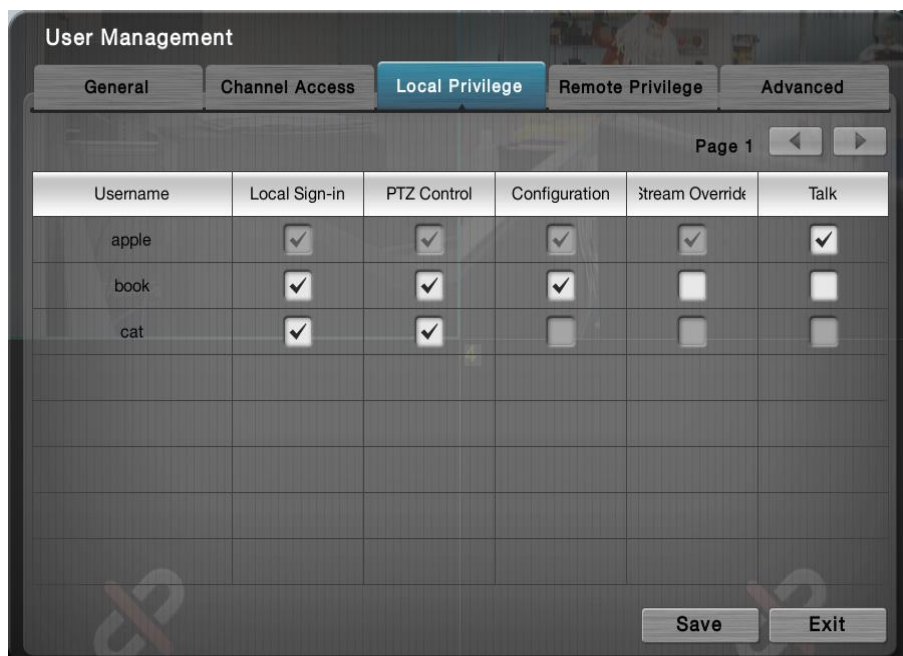 User Management
General Channel Access Local Privilege Remote Privilege Advanced
Page 1
Username Local Sign-in PTZ Control Configuration Stream Override Talk
apple
book
cat
4
Save Exit